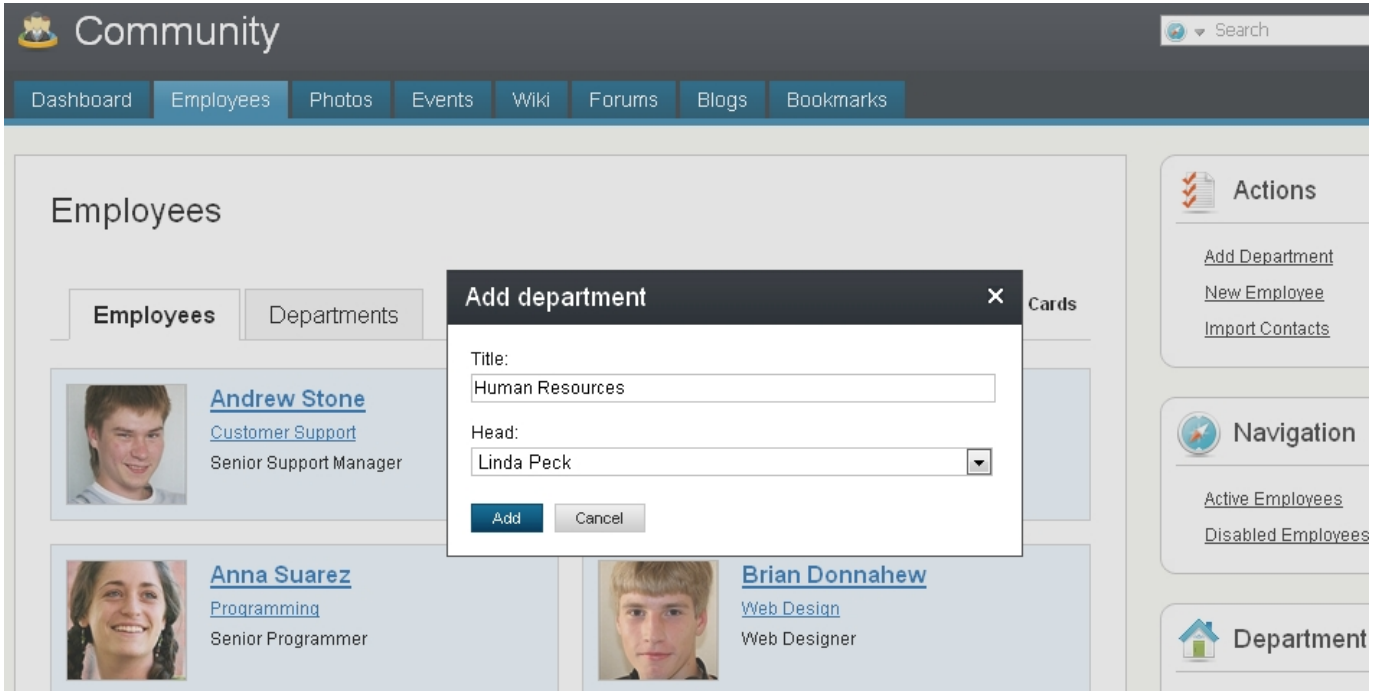 Community
Search
Dashboard Employees Photos Events Wiki Forums Blogs Bookmarks
Employees
Employees Departments
Cards
Add department
Title:
Human Resources
Head:
Linda Peck
Add Cancel
Andrew Stone
Customer Support
Senior Support Manager
Anna Suarez
Programming
Senior Programmer
Brian Donnahew
Web Design
Web Designer
Actions
Add Department
New Employee
Import Contacts
Navigation
Active Employees
Disabled Employees
Department